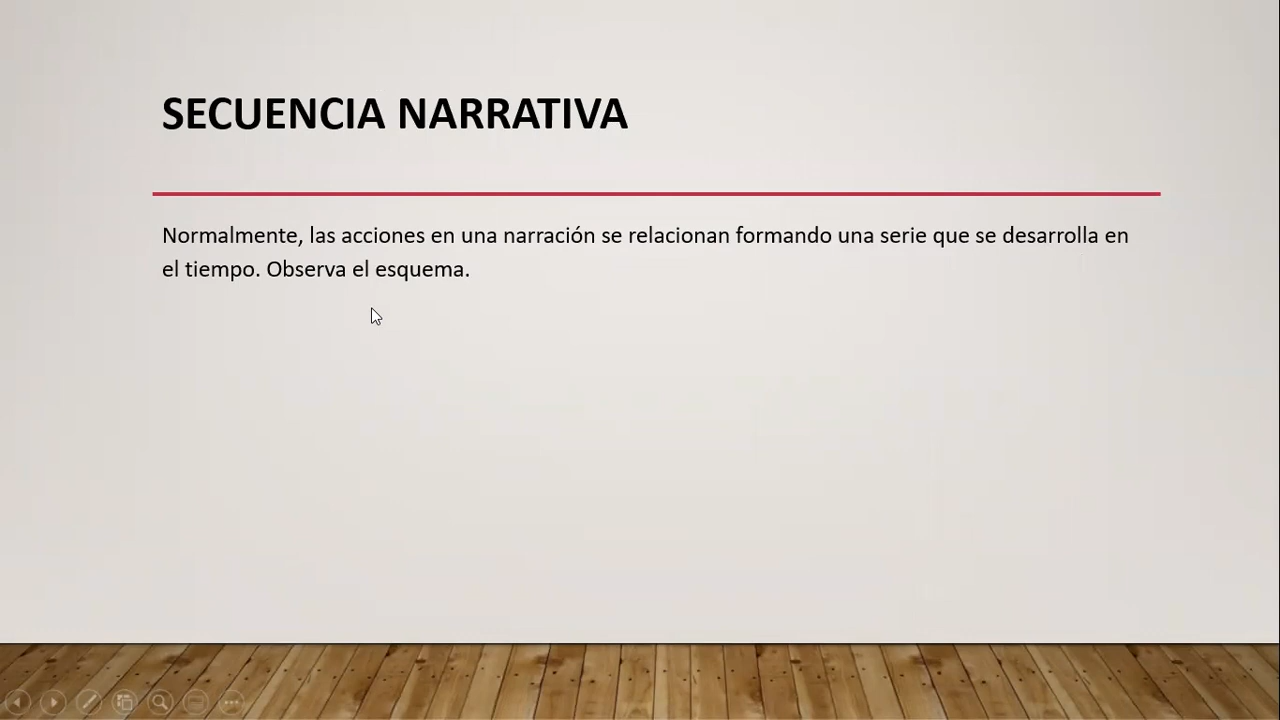 SECUENCIA NARRATIVA
Normalmente, las acciones en una narración se relacionan formando una serie que se desarrolla en
el tiempo. Observa el esquema.